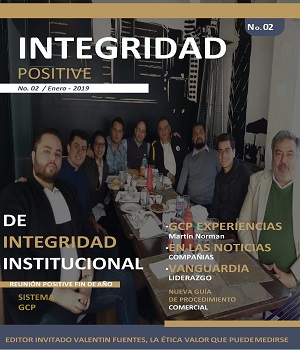 No.02
INTEGRIDAD
POSITIVE
No. 02 / Enero - 2019
DE
INTEGRIDAD
INSTITUCIONAL
REUNIÓN POSITIVE FIN DE AÑO
SISTEMA
GCP
·GCP EXPERIENCIAS
Martin Norman
·EN LAS NOTICIAS
COMPAÑIAS
·VANGUARDIA
LIDERAZGO
NUEVA GUIA
DE PROCEDIMIENTO
COMERCIAL
EDITOR INVITADO VALENTIN FUENTES, LA ÉTICA VALOR QUE PUEDEMEDIRSE